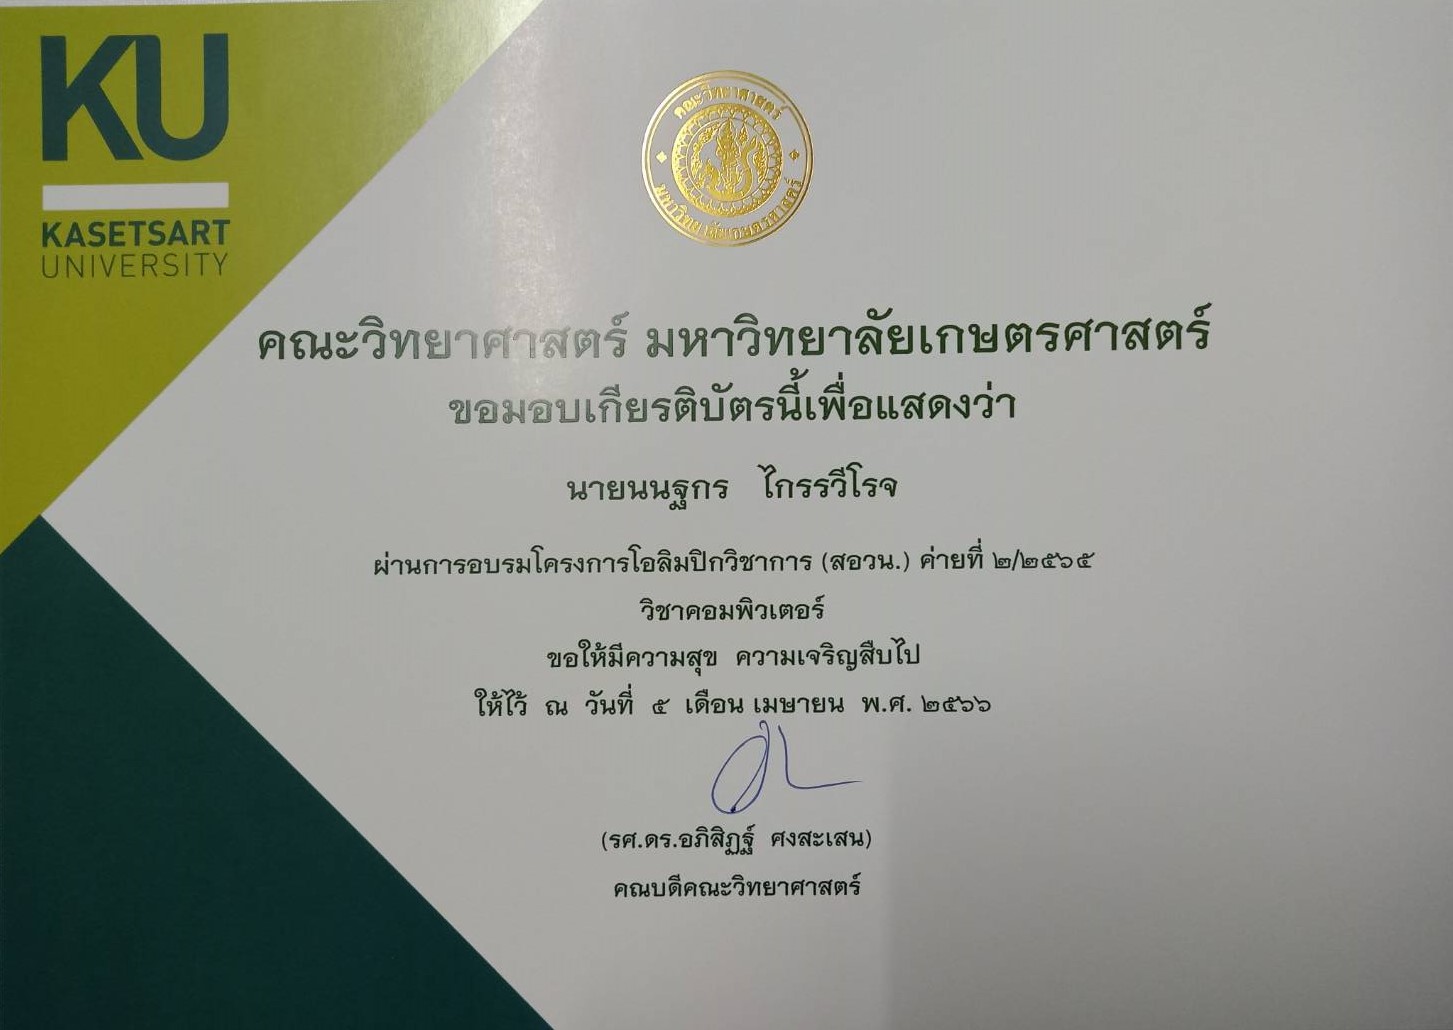 KU
KASETSART
UNIVERSITY
คณะวิทยาศาสตร์
มหาวิทยาลัยเกษตรศาสตร์
คณะวิทยาศาสตร์ มหาวิทยาลัยเกษตรศาสตร์
ขอมอบเกียรติบัตรนี้เพื่อแสดงว่า
นายนนฐกร ไกรรวีโรจ
ผ่านการอบรมโครงการโอลิมปิกวิชาการ (สอวน.) ค่ายที่ ๒/๒๕๖๕
วิชาคอมพิวเตอร์
ขอให้มีความสุข ความเจริญสืบไป
ให้ไว้ ณ วันที่ ๕ เดือน เมษายน พ.ศ. ๒๕๖๖
(รศ.ดร.อภิสิฏฐ์ ศงสะเสน)
คณบดีคณะวิทยาศาสตร์